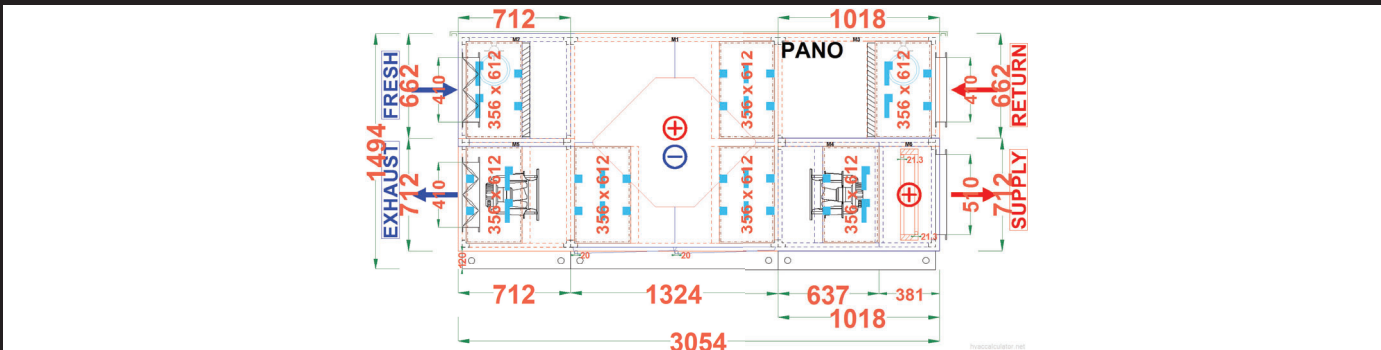 712
1018
M2
M1
M3
PANO
FRESH
662
410
356 x 612
356 x 612
356 x 612
410
662
RETURN
1494
EXHAUST
712
410
M5
356 x 612
356 x 612
356 x 612
M4
356 x 612
M6
21.3
21.3
510
712
SUPPLY
120
20
20
712
1324
637
381
1018
3054
hvaccalculator.net